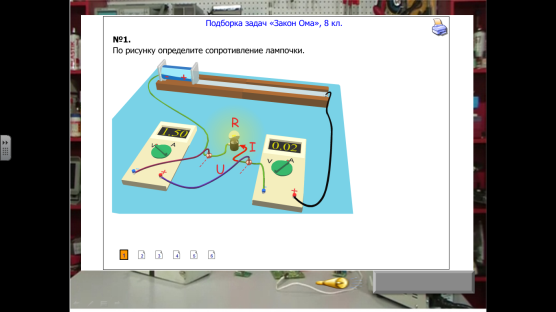 Подборка задач «Закон Ома», 8 кл.
№1.
По рисунку определите сопротивление лампочки.
R
1.50
V A
I
0.02
V A
U
+
+
1 2 3 4 5 6